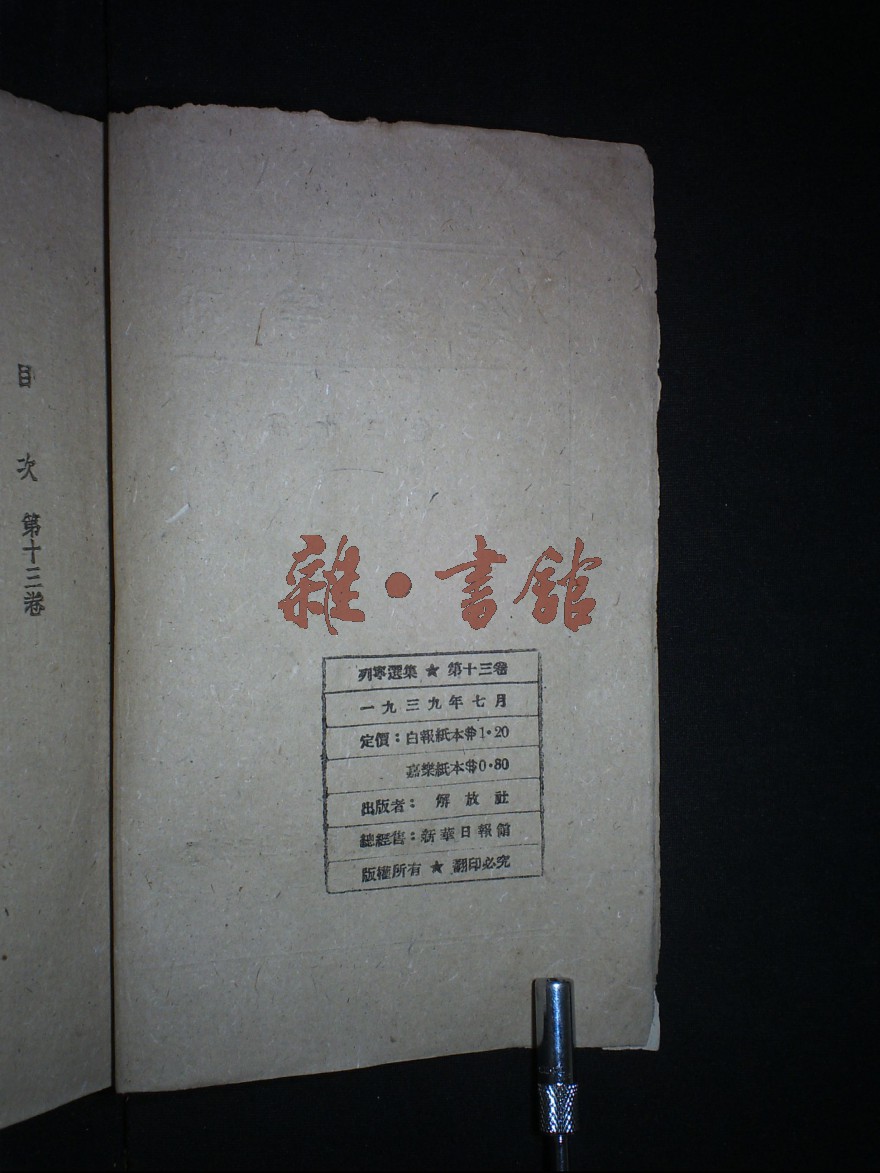 目次 第十三卷
雜·書館
列寧選集 ★ 第十三卷
一九三九年七月
定價：白報紙本$1·20
嘉樂紙本$0·80
出版者：解放社
總經售：新華日報館
版權所有 ★ 翻印必究